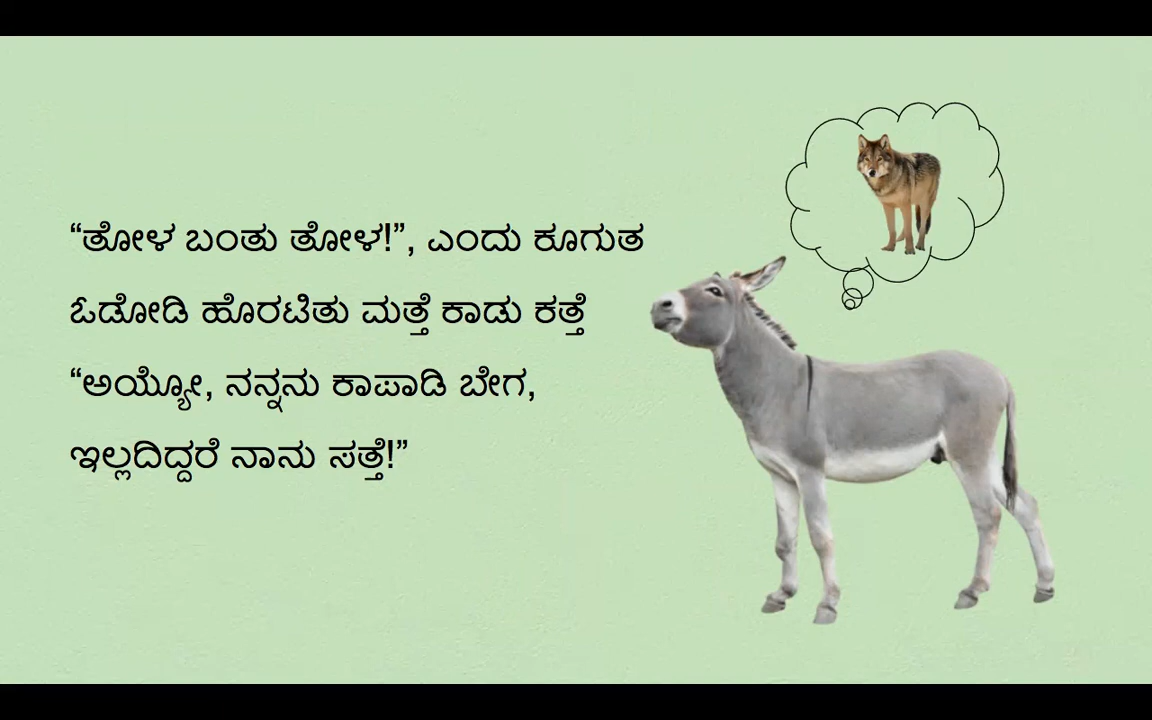 “ತೋಳ ಬಂತು ತೋಳ!”, ಎಂದು ಕೂಗುತ
ಓಡೋಡಿ ಹೊರಟಿತು ಮತ್ತೆ ಕಾಡು ಕತ್ತೆ
“ಅಯ್ಯೋ, ನನ್ನನು ಕಾಪಾಡಿ ಬೇಗ,
ಇಲ್ಲದಿದ್ದರೆ ನಾನು ಸತ್ತೆ!”